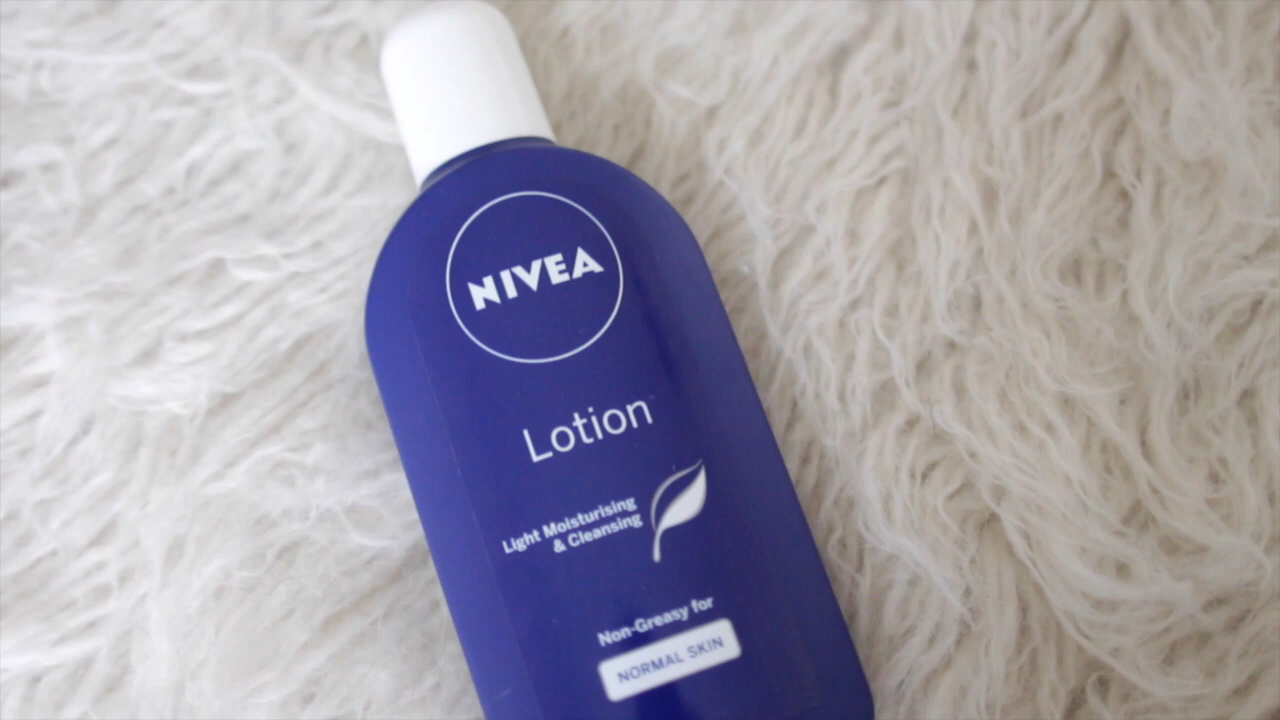 NIVEA
Lotion
Light Moisturising
& Cleansing
Non-Greasy for
NORMAL SKIN